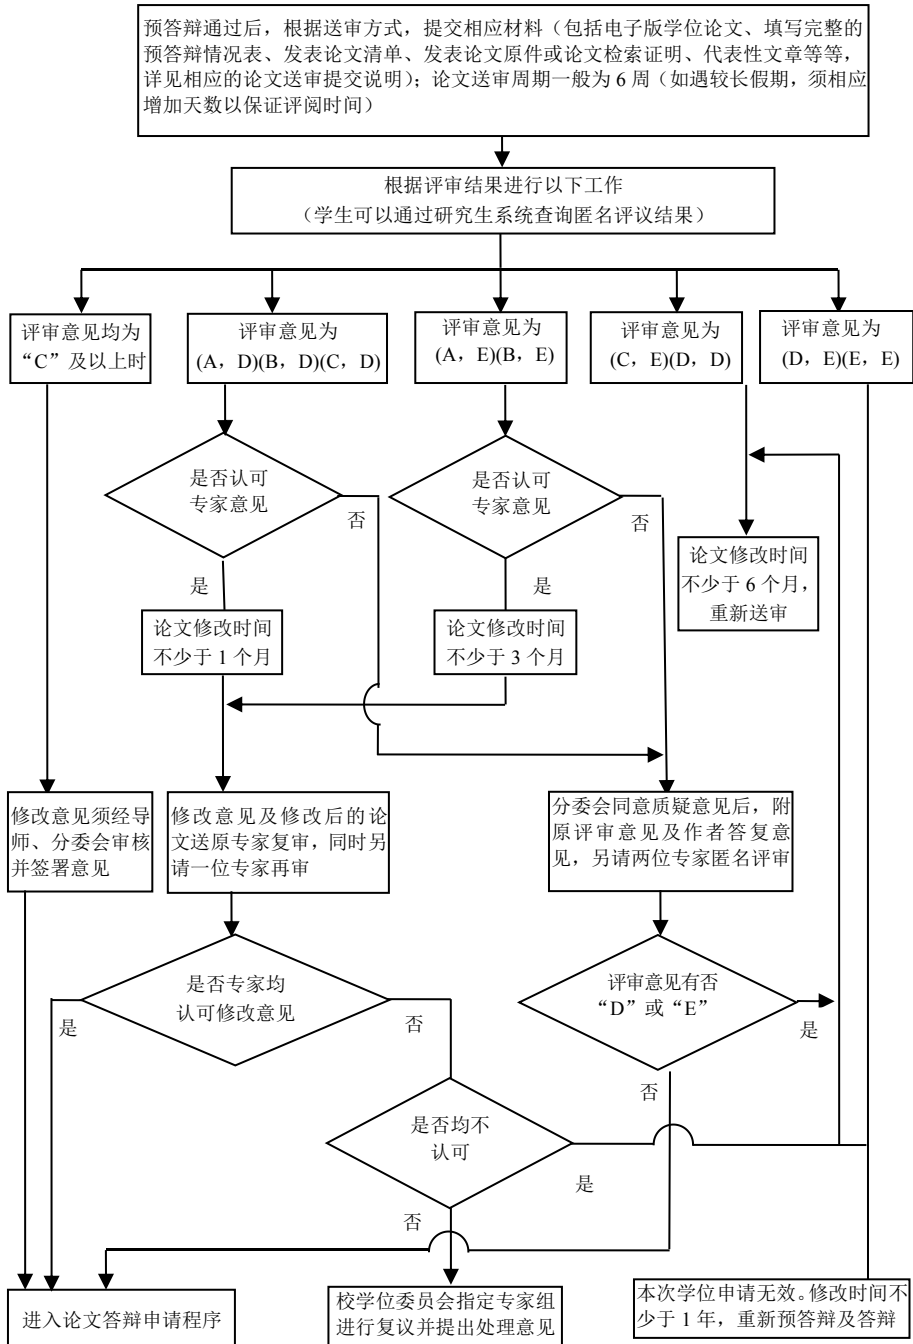 预答辩通过后，根据送审方式，提交相应材料（包括电子版学位论文、填写完整的
预答辩情况表、发表论文清单、发表论文原件或论文检索证明、代表性文章等等，
详见相应的论文送审提交说明）；论文送审周期一般为 6 周（如遇较长假期，须相应
增加天数以保证评阅时间）
根据评审结果进行以下工作
（学生可以通过研究生系统查询匿名评议结果）
评审意见均为
“C”及以上时
评审意见为
(A，D)(B，D)(C，D)
评审意见为
(A，E)(B，E)
评审意见为
(C，E)(D，D)
评审意见为
(D，E)(E，E)
是否认可
专家意见
否
是
是否认可
专家意见
否
是
论文修改时间
不少于 6 个月，
重新送审
论文修改时间
不少于 1 个月
论文修改时间
不少于 3 个月
修改意见须经导
师、分委会审核
并签署意见
修改意见及修改后的论
文送原专家复审，同时另
请一位专家再审
分委会同意质疑意见后，附
原评审意见及作者答复意
见，另请两位专家匿名评审
是否专家均
认可修改意见
是
否
评审意见有否
“D”或“E”
是
否
是否均不
认可
是
否
进入论文答辩申请程序
校学位委员会指定专家组
进行复议并提出处理意见
本次学位申请无效。修改时间不
少于 1 年，重新预答辩及答辩